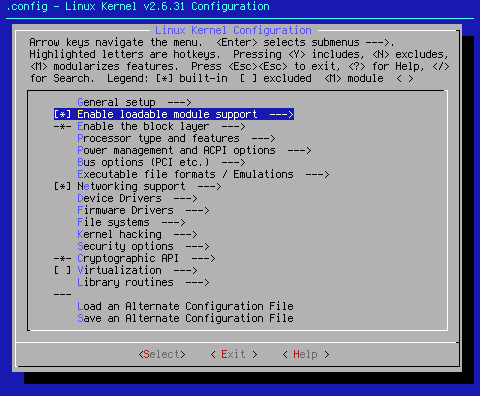 .config - Linux Kernel v2.6.31 Configuration
Linux Kernel Configuration
Arrow keys navigate the menu.  <Enter> selects submenus --->.
Highlighted letters are hotkeys.  Pressing <Y> includes, <N> excludes,
<M> modularizes features.  Press <Esc><Esc> to exit, <?> for Help, </>
for Search.  Legend: [*] built-in  [ ] excluded  <M> module  < >
General setup  --->
[*] Enable loadable module support  --->
-*- Enable the block layer  --->
Processor type and features  --->
Power management and ACPI options  --->
Bus options (PCI etc.)  --->
Executable file formats / Emulations  --->
[*] Networking support  --->
Device Drivers  --->
Firmware Drivers  --->
File systems  --->
Kernel hacking  --->
Security options  --->
-*- Cryptographic API  --->
[ ] Virtualization  --->
Library routines  --->
---
Load an Alternate Configuration File
Save an Alternate Configuration File
<Select>    < Exit >    < Help >